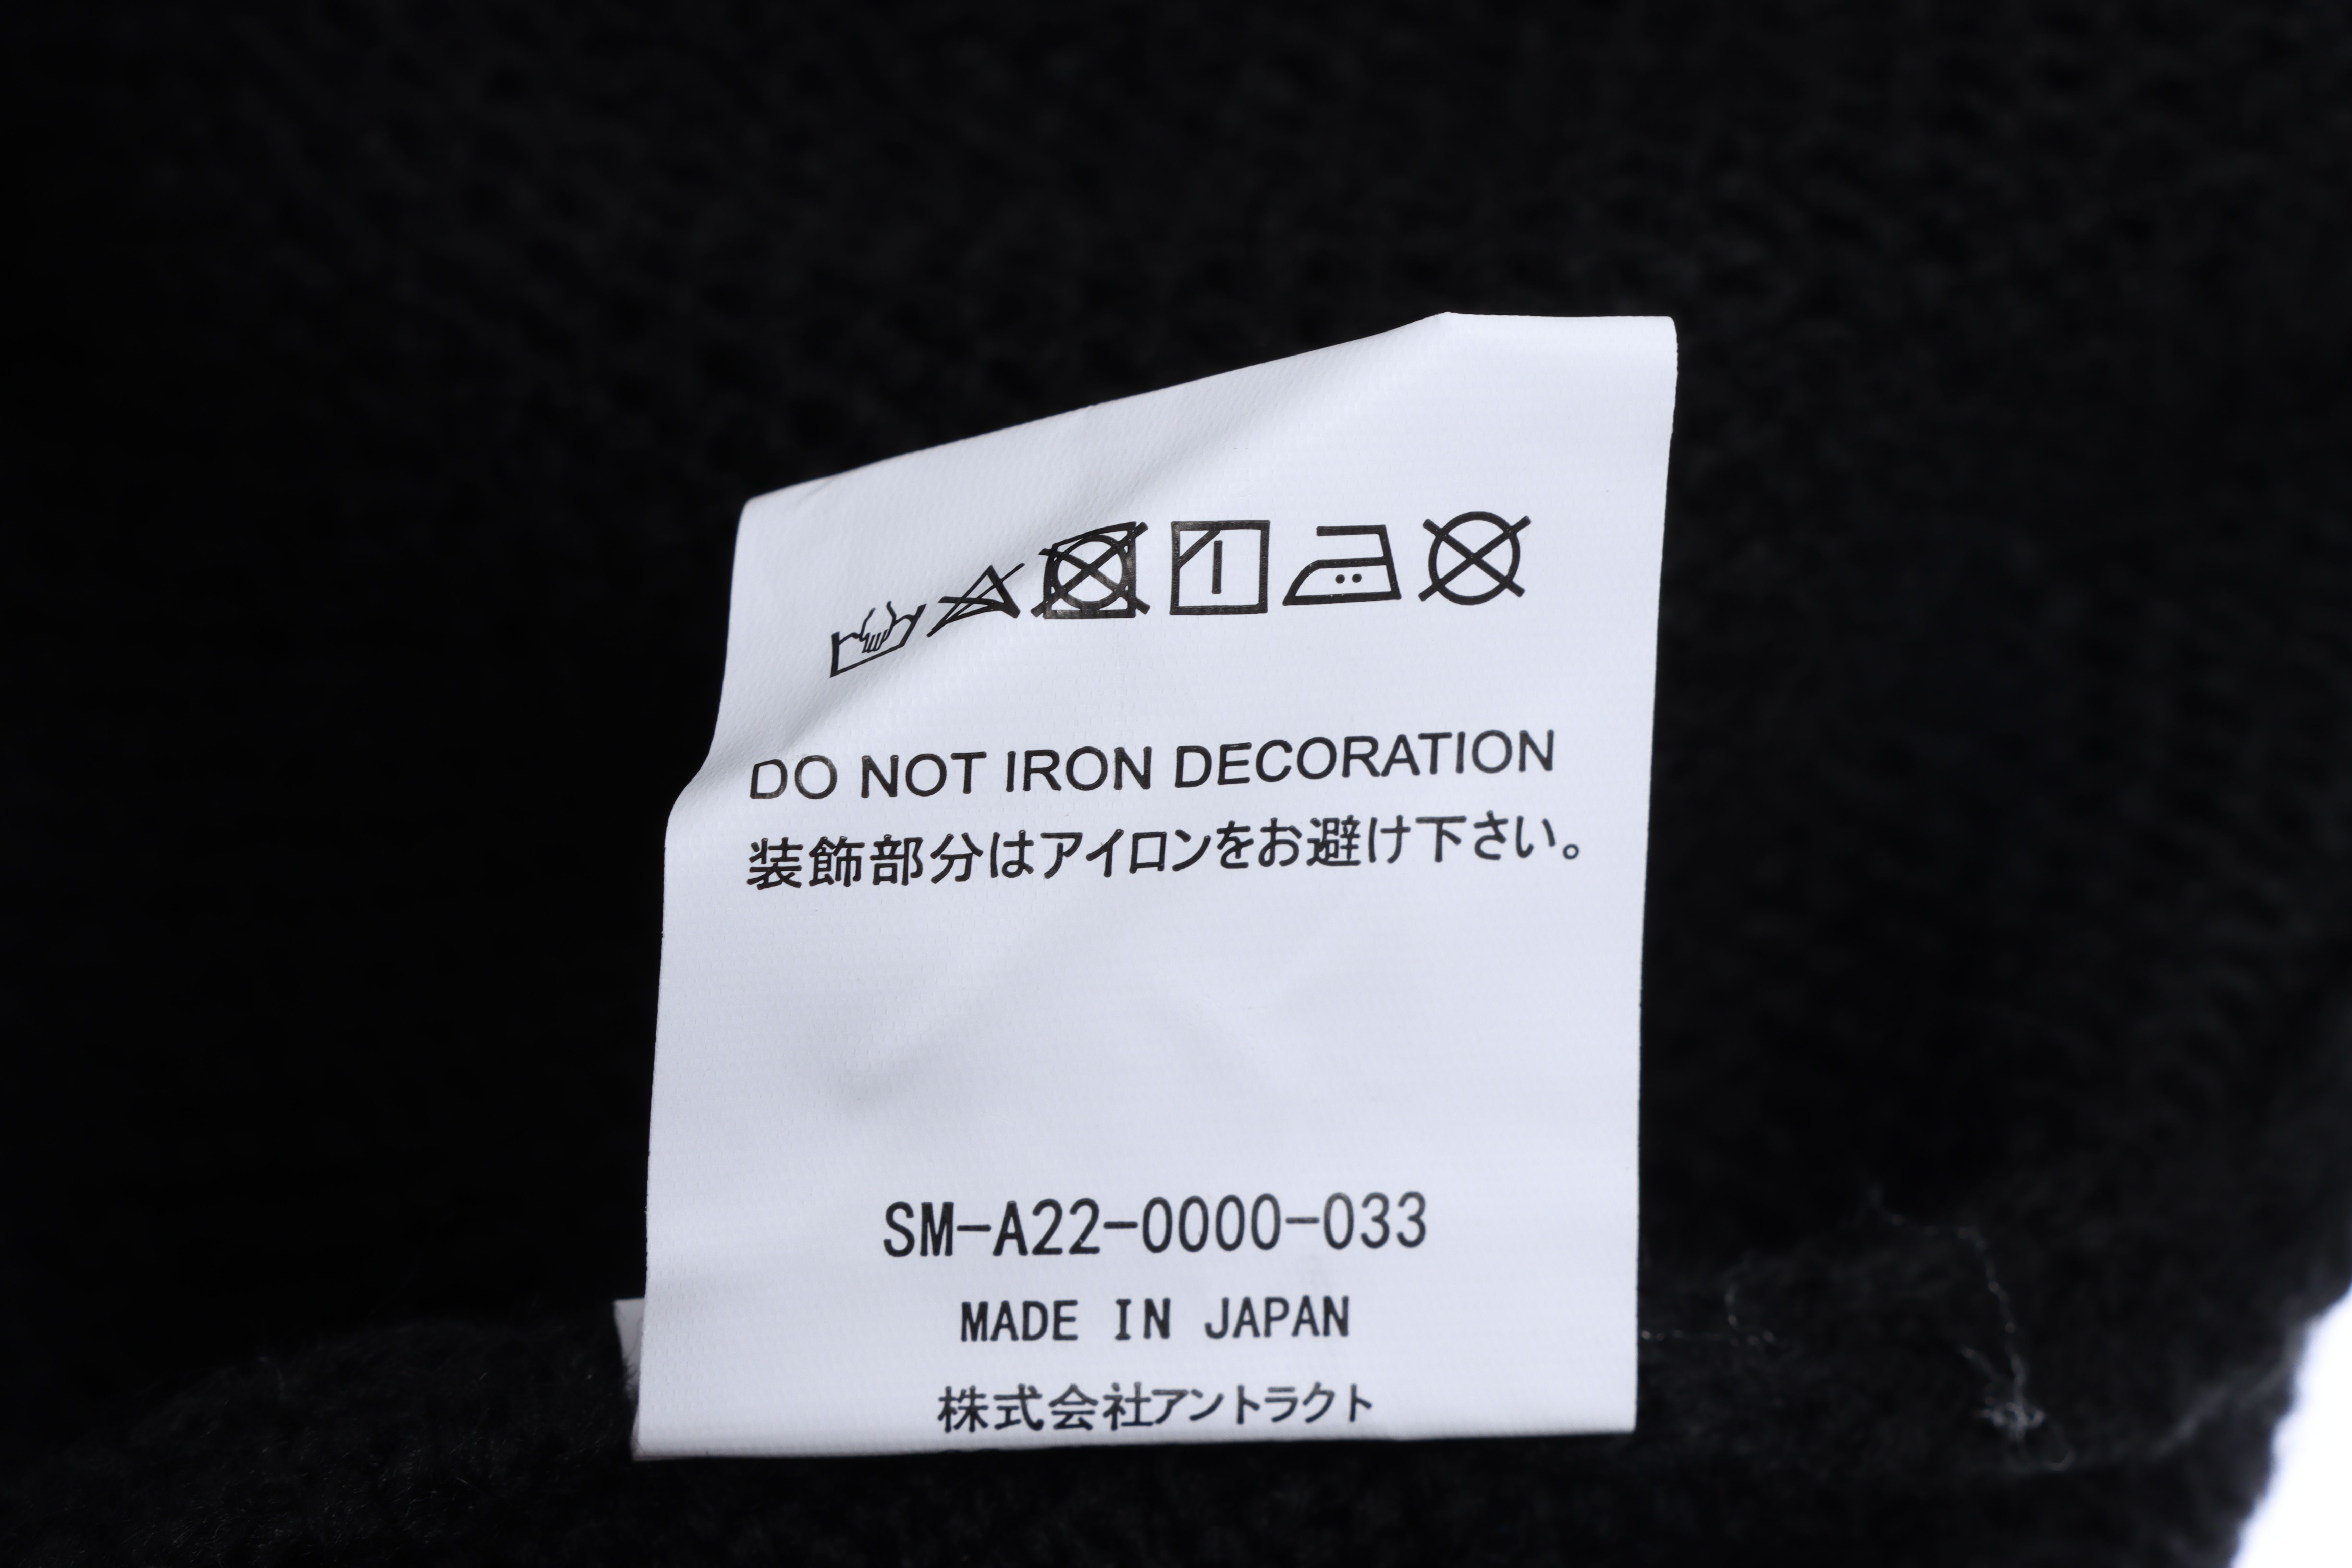 DO NOT IRON DECORATION
装飾部分はアイロンをお避け下さい。
SM-A22-0000-033
MADE IN JAPAN
株式会社アントラクト